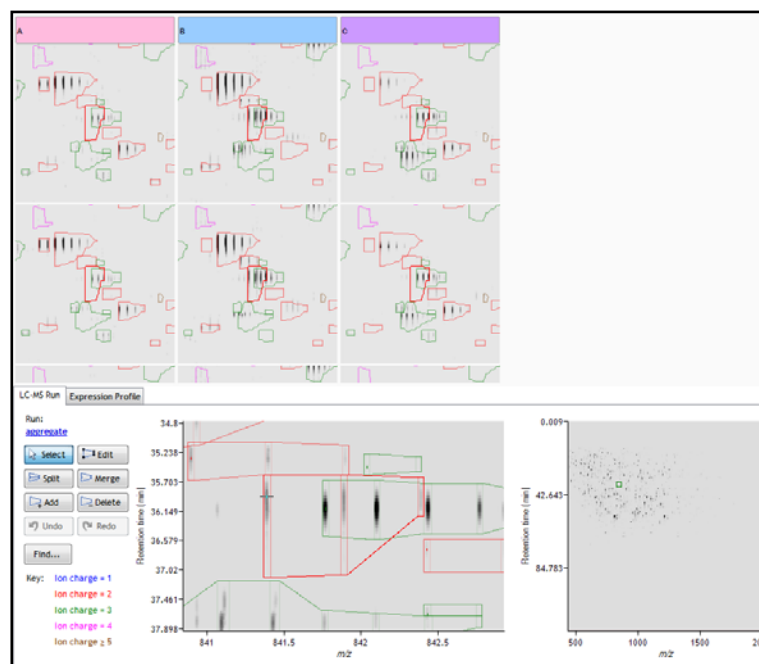 A B C
LC-MS Run Expression Profile
Run:
aggregate
Select Edit
Split Merge
Add Delete
Undo Redo
Find...
Key: Ion charge = 1
Ion charge = 2
Ion charge = 3
Ion charge = 4
Ion charge ≥ 5
Retention time (min)
34.8
35.238
35.703
36.149
36.579
37.02
37.461
37.898
841 841.5 842 842.5
m/z
Retention time (min)
0.009
42.643
84.783
500 1000 1500
m/z